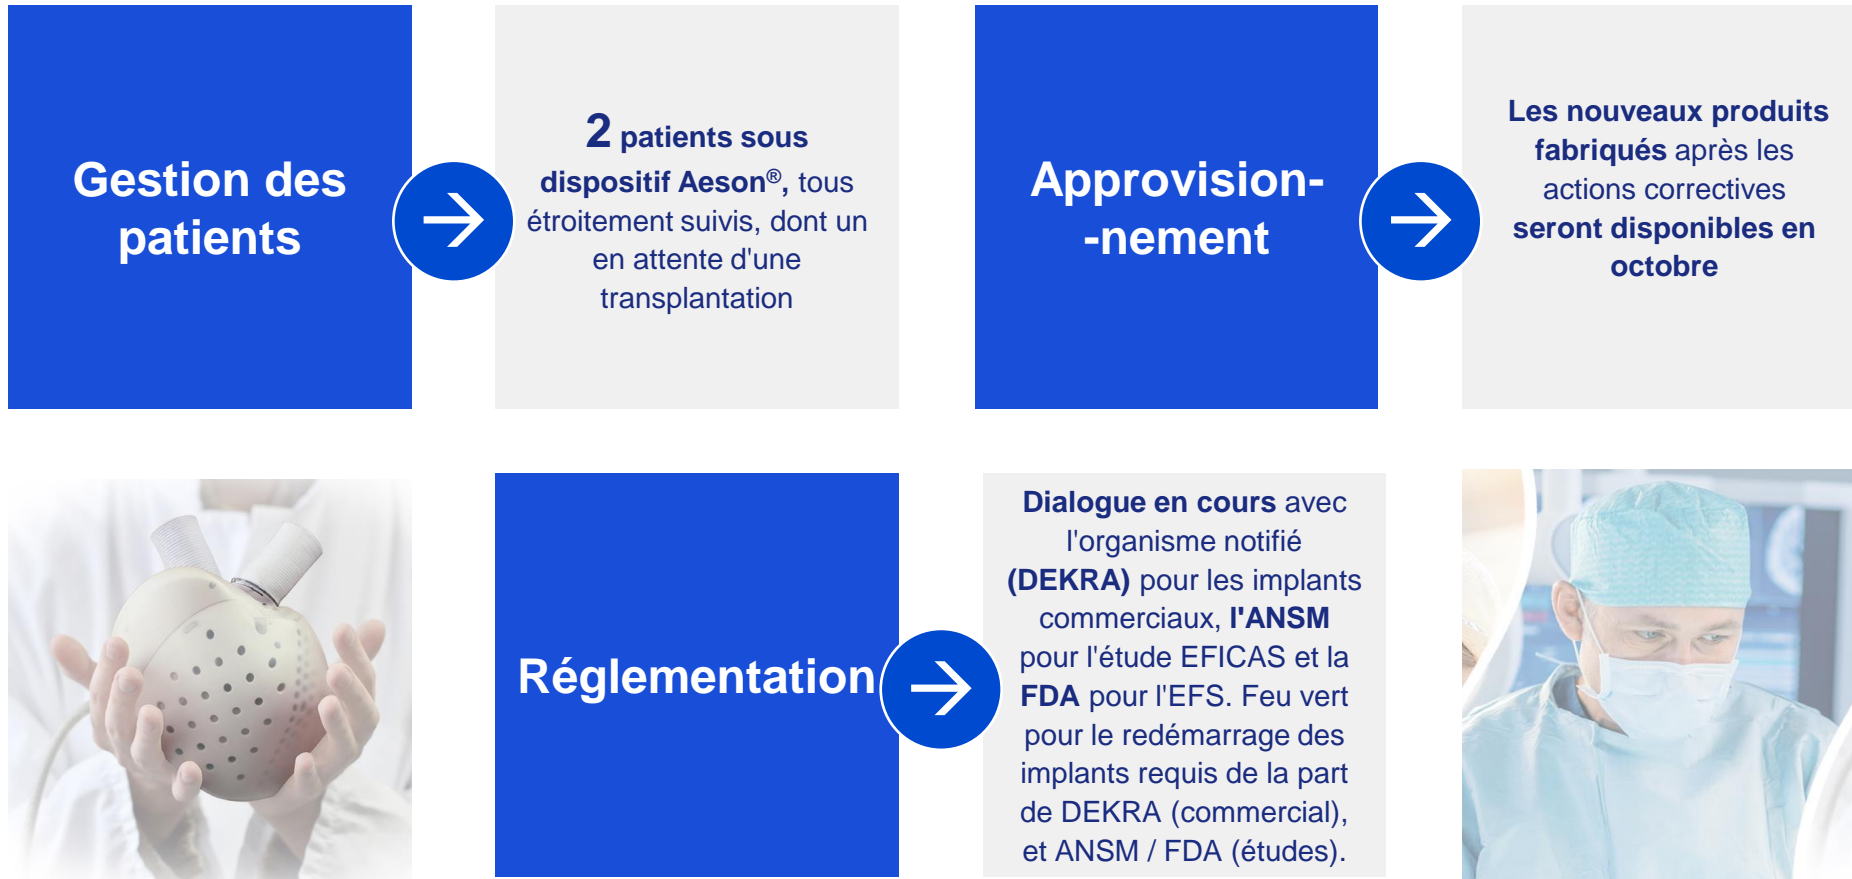 Gestion des
patients
2 patients sous
dispositif Aeson®, tous
étroitement suivis, dont un
en attente d'une
transplantation
Approvision-
-nement
Les nouveaux produits
fabriqués après les
actions correctives
seront disponibles en
octobre
Réglementation
Dialogue en cours avec
l'organisme notifié
(DEKRA) pour les implants
commerciaux, l'ANSM
pour l'étude EFICAS et la
FDA pour l'EFS. Feu vert
pour le redémarrage des
implants requis de la part
de DEKRA (commercial),
et ANSM / FDA (études).